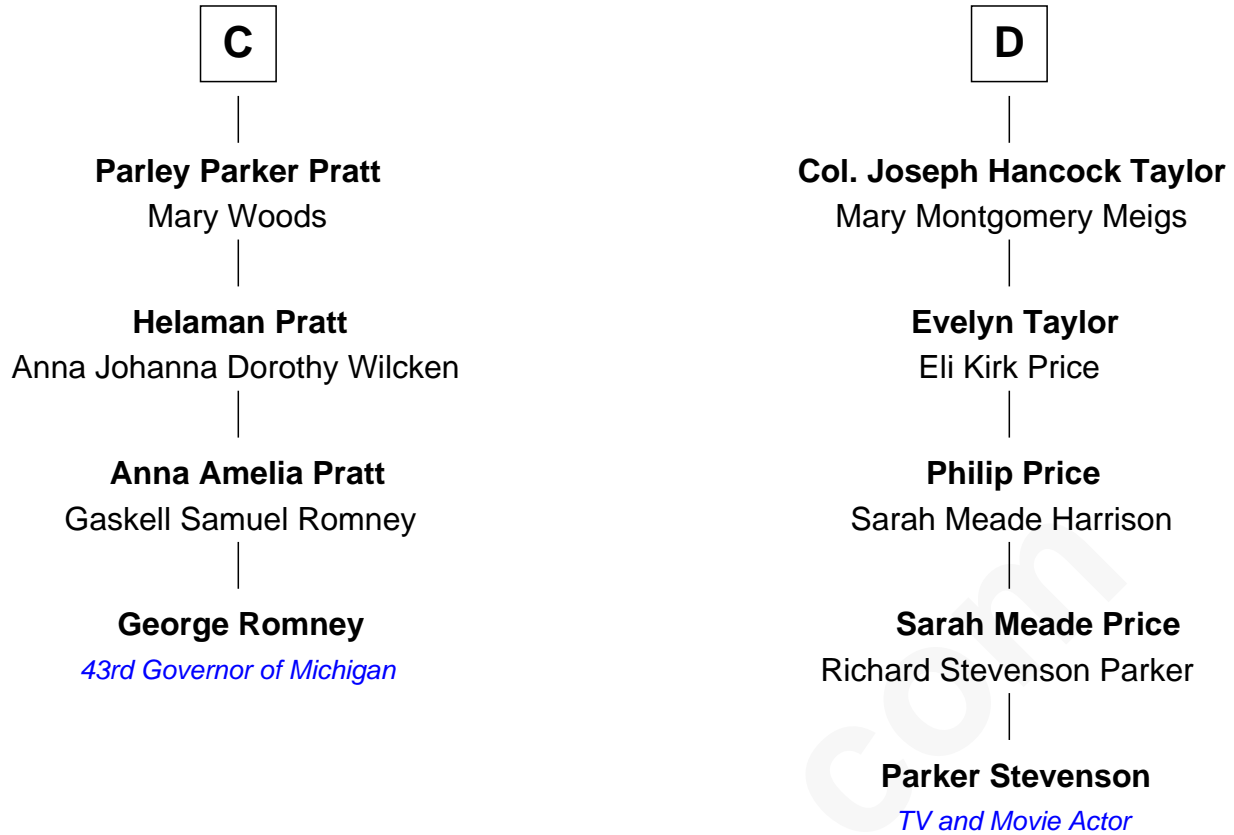 C
Parley Parker Pratt
Mary Woods
Helaman Pratt
Anna Johanna Dorothy Wilcken
Anna Amelia Pratt
Gaskell Samuel Romney
George Romney
43rd Governor of Michigan
D
Col. Joseph Hancock Taylor
Mary Montgomery Meigs
Evelyn Taylor
Eli Kirk Price
Philip Price
Sarah Meade Harrison
Sarah Meade Price
Richard Stevenson Parker
Parker Stevenson
TV and Movie Actor
com